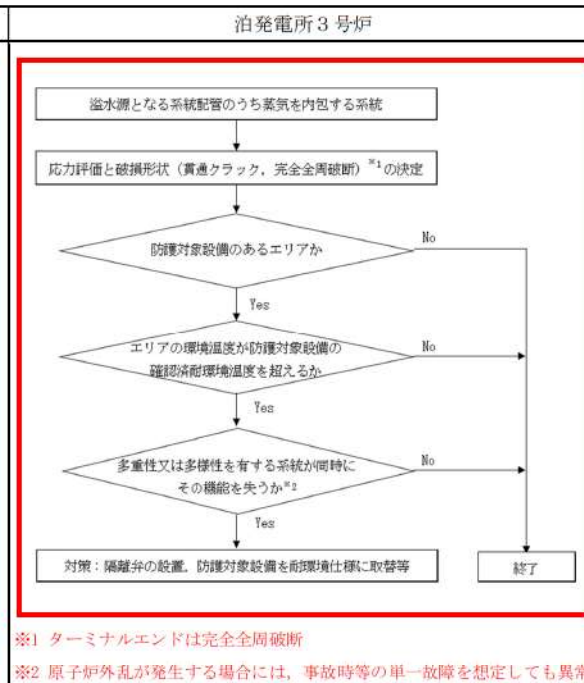 泊発電所３号炉
溢水源となる系統配管のうち蒸気を内包する系統
応力評価と破損形状（貫通クラック，完全全周破断）※1の決定
防護対象設備のあるエリアか
No
Yes
エリアの環境温度が防護対象設備の
確認済耐環境温度を超えるか
No
Yes
多重性又は多様性を有する系統が同時に
その機能を失うか※2
No
Yes
対策：隔離弁の設置，防護対象設備を耐環境仕様に取替等
終了
※1 ターミナルエンドは完全全周破断
※2 原子炉外乱が発生する場合には，事故時等の単一故障を想定しても異常